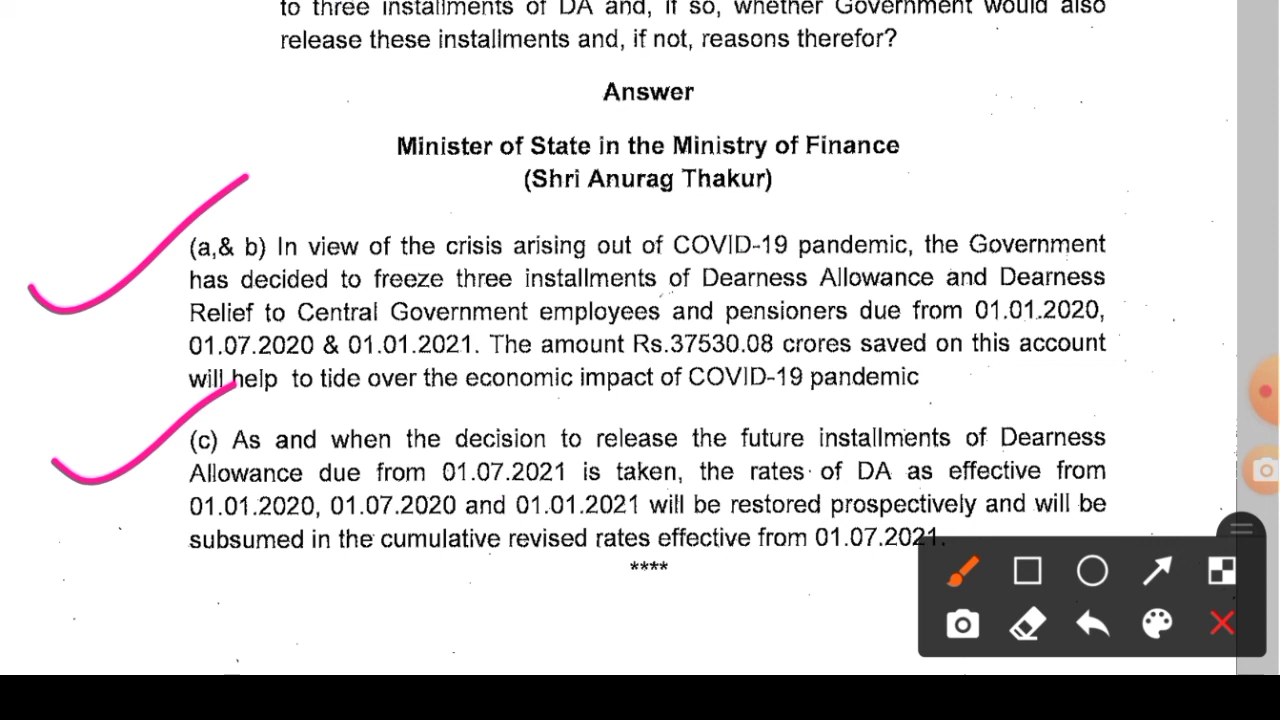 to three installments of DA and, if so, whether Government would also
release these installments and, if not, reasons therefor?
Answer
Minister of State in the Ministry of Finance
(Shri Anurag Thakur)
(a,& b) In view of the crisis arising out of COVID-19 pandemic, the Government
has decided to freeze three installments of Dearness Allowance and Dearness
Relief to Central Government employees and pensioners due from 01.01.2020,
01.07.2020 & 01.01.2021. The amount Rs.37530.08 crores saved on this account
will help to tide over the economic impact of COVID-19 pandemic
(c) As and when the decision to release the future installments of Dearness
Allowance due from 01.07.2021 is taken, the rates of DA as effective from
01.01.2020, 01.07.2020 and 01.01.2021 will be restored prospectively and will be
subsumed in the cumulative revised rates effective from 01.07.2021.
****